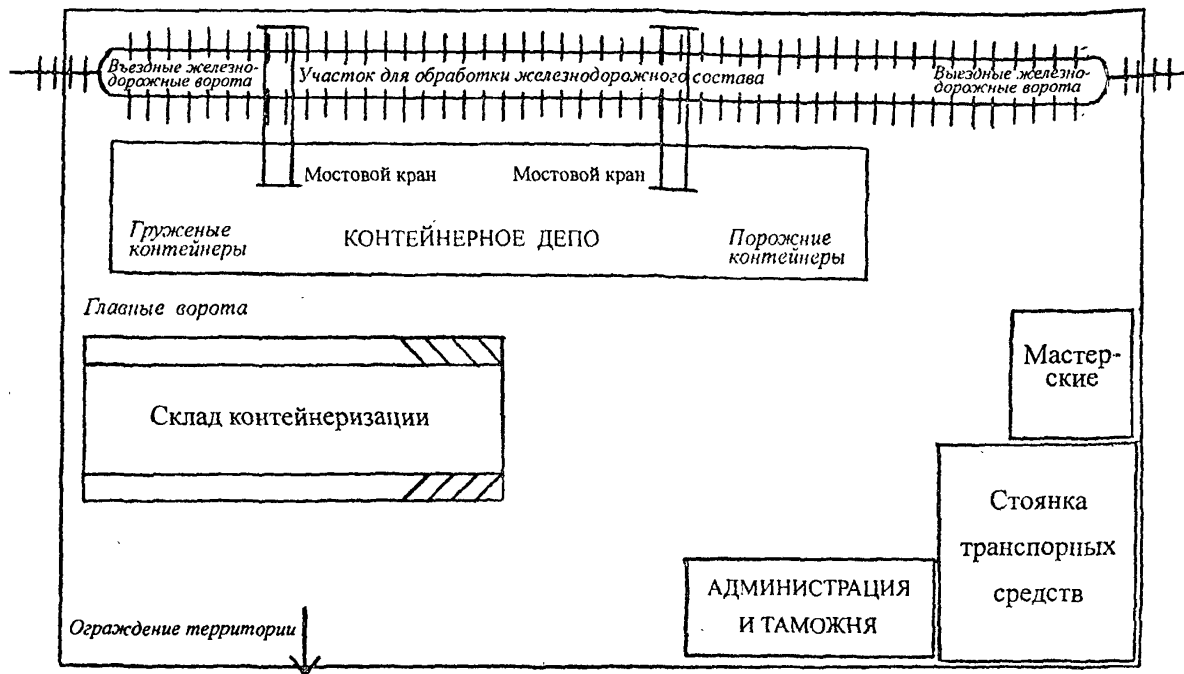 Въездные железно-
дорожные ворота
Участок для обработки железнодорожного состава
Выездные железно-
дорожные ворота
Мостовой кран
Мостовой кран
Груженые
контейнеры
КОНТЕЙНЕРНОЕ ДЕПО
Порожние
контейнеры
Главные ворота
Мастер-
ские
Склад контейнеризации
Стоянка
транспорных
средств
АДМИНИСТРАЦИЯ
И ТАМОЖНЯ
Ограждение территории